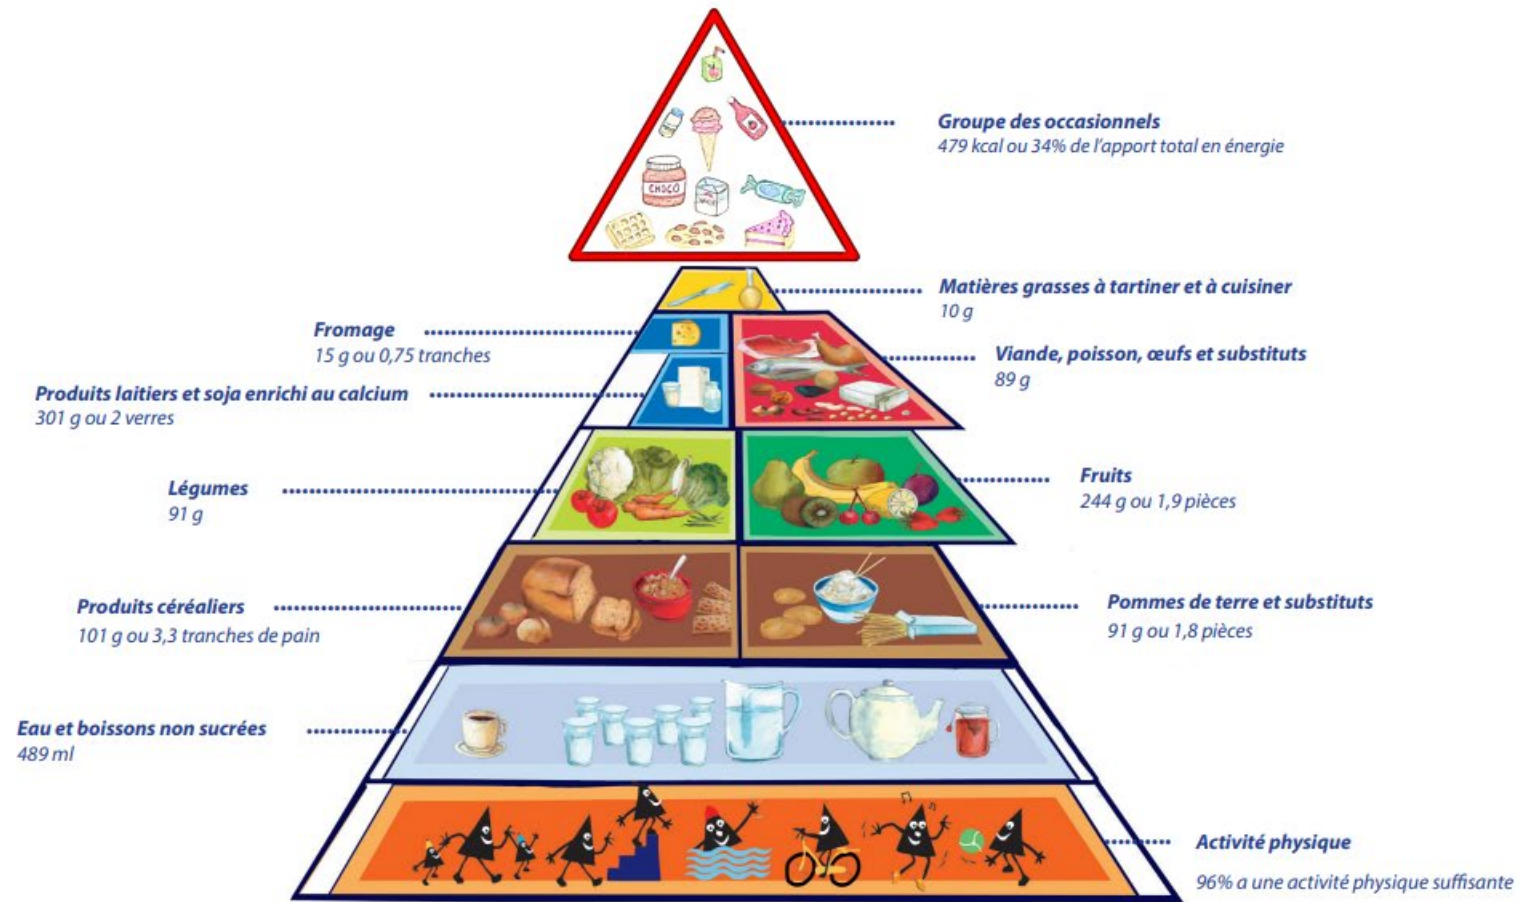 CHOCO
Groupe des occasionnels
479 kcal ou 34% de l'apport total en énergie
Matières grasses à tartiner et à cuisiner
10 g
Fromage
15 g ou 0,75 tranches
Viande, poisson, œufs et substituts
89 g
Produits laitiers et soja enrichi au calcium
301 g ou 2 verres
Légumes
91 g
Fruits
244 g ou 1,9 pièces
Produits céréaliers
101 g ou 3,3 tranches de pain
Pommes de terre et substituts
91 g ou 1,8 pièces
Eau et boissons non sucrées
489 ml
Activité physique
96% a une activité physique suffisante